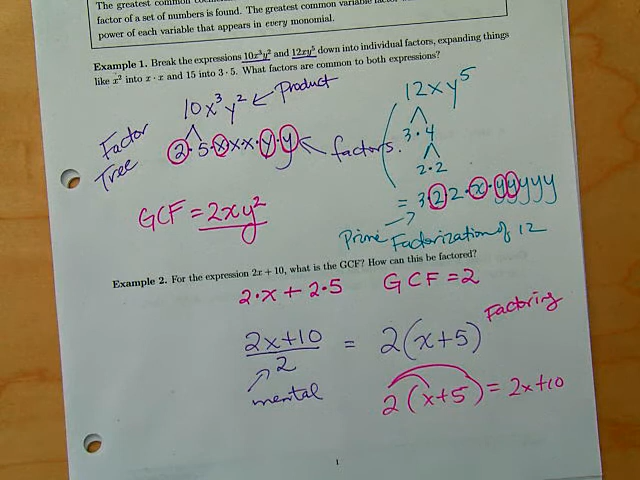 factor of a set of numbers is found. The greatest common variable factor
power of each variable that appears in every monomial.
Example 1. Break the expressions 10x³y² and 12xy⁵ down into individual factors, expanding things
like x² into x · x and 15 into 3 · 5. What factors are common to both expressions?
10x³y² ← Product
Factor Tree
2·5·x·x·x·y·y ← factors.
GCF = 2xy²
12xy⁵
3·4
2·2
= 3·2·2·x·yyyyy
Prime Factorization of 12
Example 2. For the expression 2x + 10, what is the GCF? How can this be factored?
2·x + 2·5 GCF = 2
2x+10 = 2(x+5) Factoring
2
mental
2(x+5) = 2x+10
1